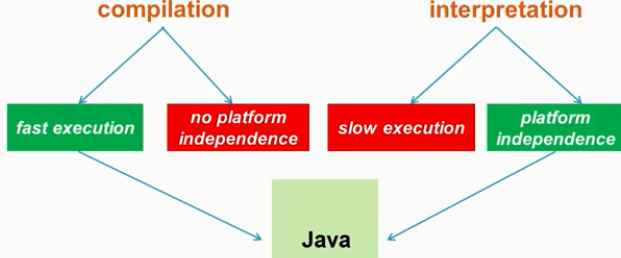 compilation
interpretation
fast execution
no platform
independence
slow execution
platform
independence
Java